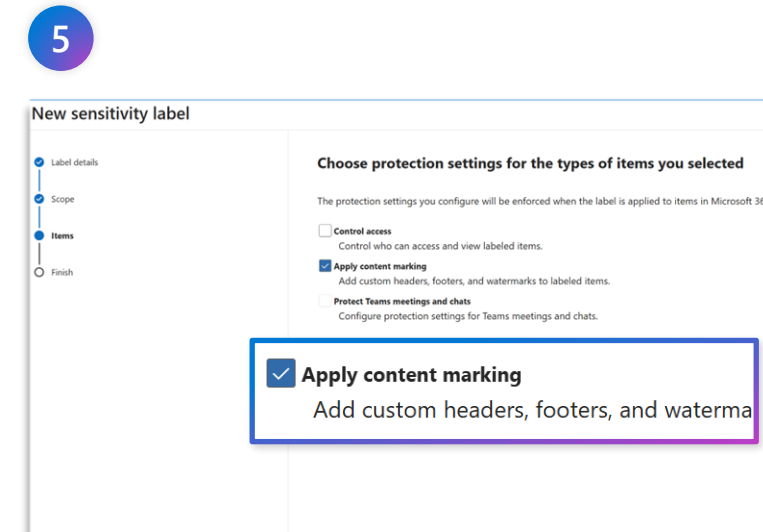 5
New sensitivity label
Label details
Scope
Items
Finish
Choose protection settings for the types of items you selected
The protection settings you configure will be enforced when the label is applied to items in Microsoft 36
Control access
Control who can access and view labeled items.
Apply content marking
Add custom headers, footers, and watermarks to labeled items.
Protect Teams meetings and chats
Configure protection settings for Teams meetings and chats.
Apply content marking
Add custom headers, footers, and waterma